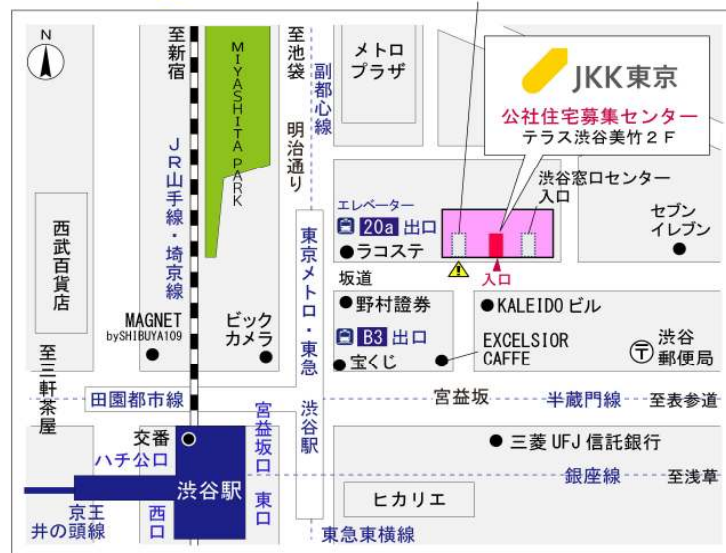 N
至新宿
MIYASHITA PARK
至池袋
明治通り
副都心線
メトロ
プラザ
JKK東京
公社住宅募集センター
テラス渋谷美竹2F
JR山手線・埼京線
エレベーター
20a 出口
ラコステ
渋谷窓口センター
入口
セブン
イレブン
西武百貨店
東京メトロ・東急
渋谷駅
坂道
入口
MAGNET
bySHIBUYA109
ビック
カメラ
野村證券
KALEIDOビル
B3 出口
EXCELSIOR
CAFFE
宝くじ
渋谷
郵便局
至三軒茶屋
田園都市線
宮益坂
半蔵門線
至表参道
交番
ハチ公口
宮益坂口
三菱UFJ信託銀行
渋谷駅
銀座線
至浅草
京王
井の頭線
西口
東口
ヒカリエ
東急東横線